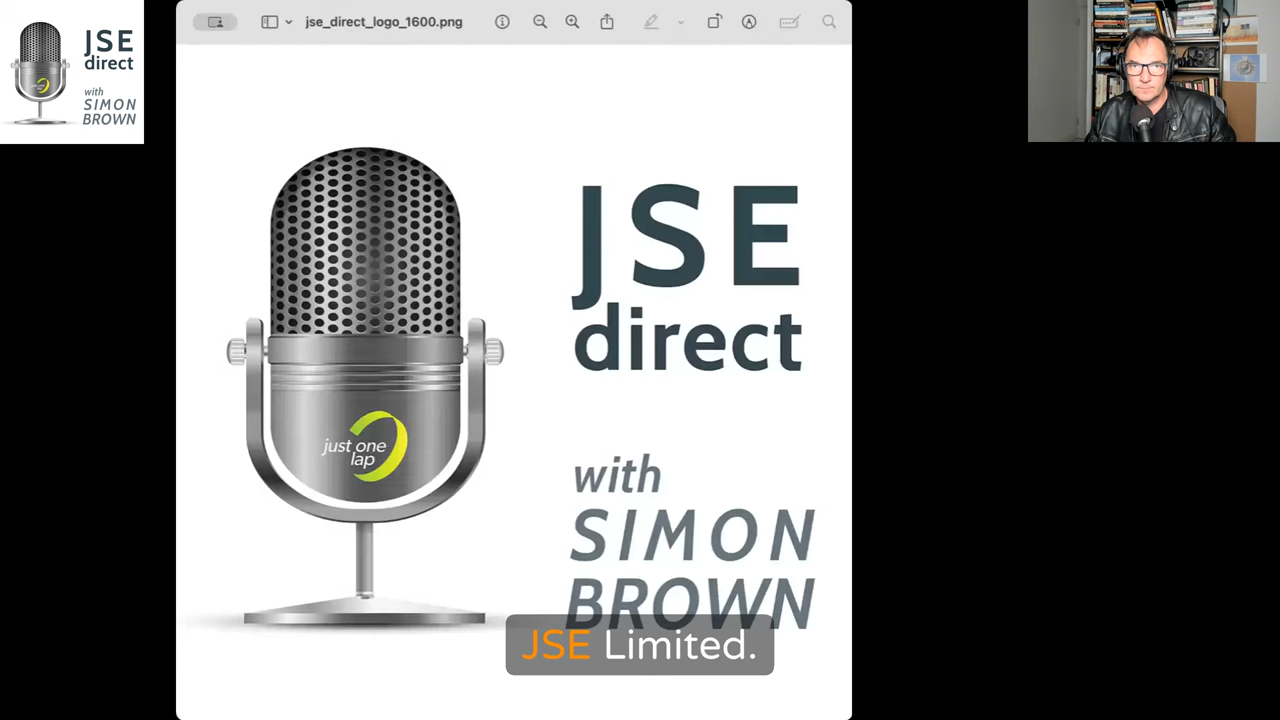 JSE
direct
with
SIMON
BROWN
jse_direct_logo_1600.png
JSE
direct
just one
lap
with
SIMON
BROWN
JSE Limited.